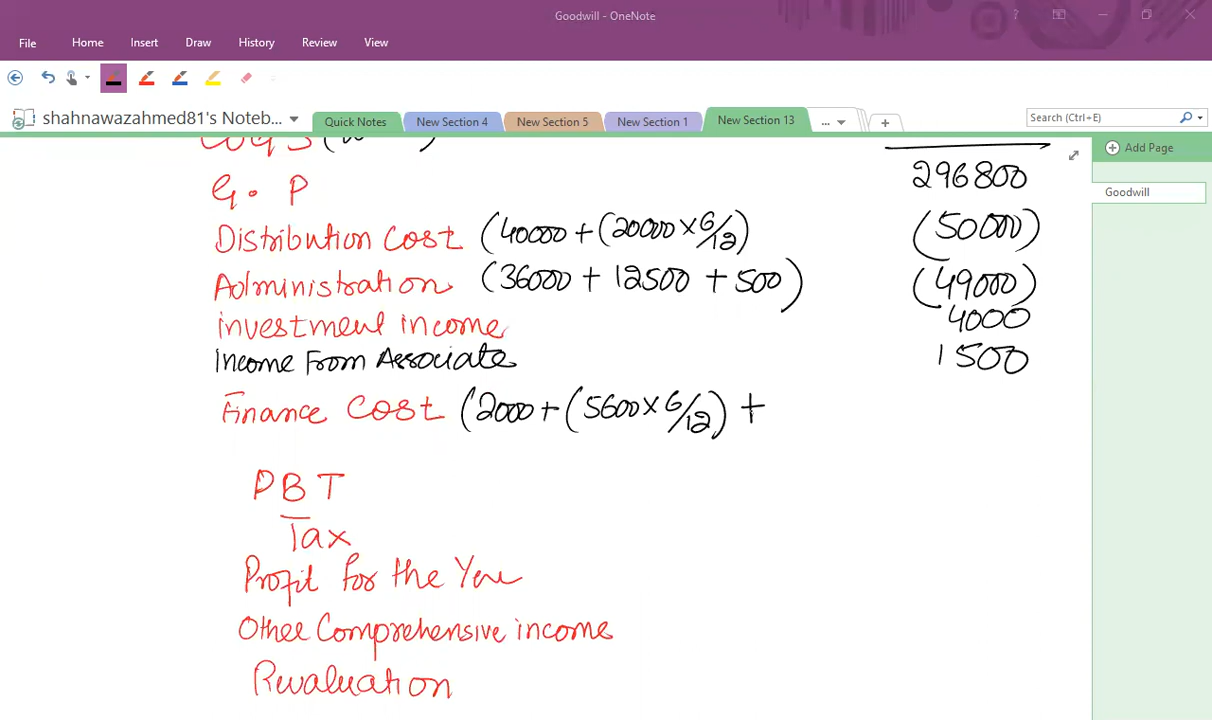 Goodwill - OneNote
File Home Insert Draw History Review View
shahnawazahmed81's Noteb... Quick Notes New Section 4 New Section 5 New Section 1 New Section 13 ... Search (Ctrl+E)
Add Page
Goodwill
COGS
G. P 296800
Distribution Cost (40000 + (20000 × 6/12) (50000)
Administration (36000 + 12500 + 500) (49000)
investment income 4000
Income From Associate 1500
Finance Cost (2000 + (5600 × 6/12) +
PBT
Tax
Profit for the Year
Other Comprehensive income
Revaluation